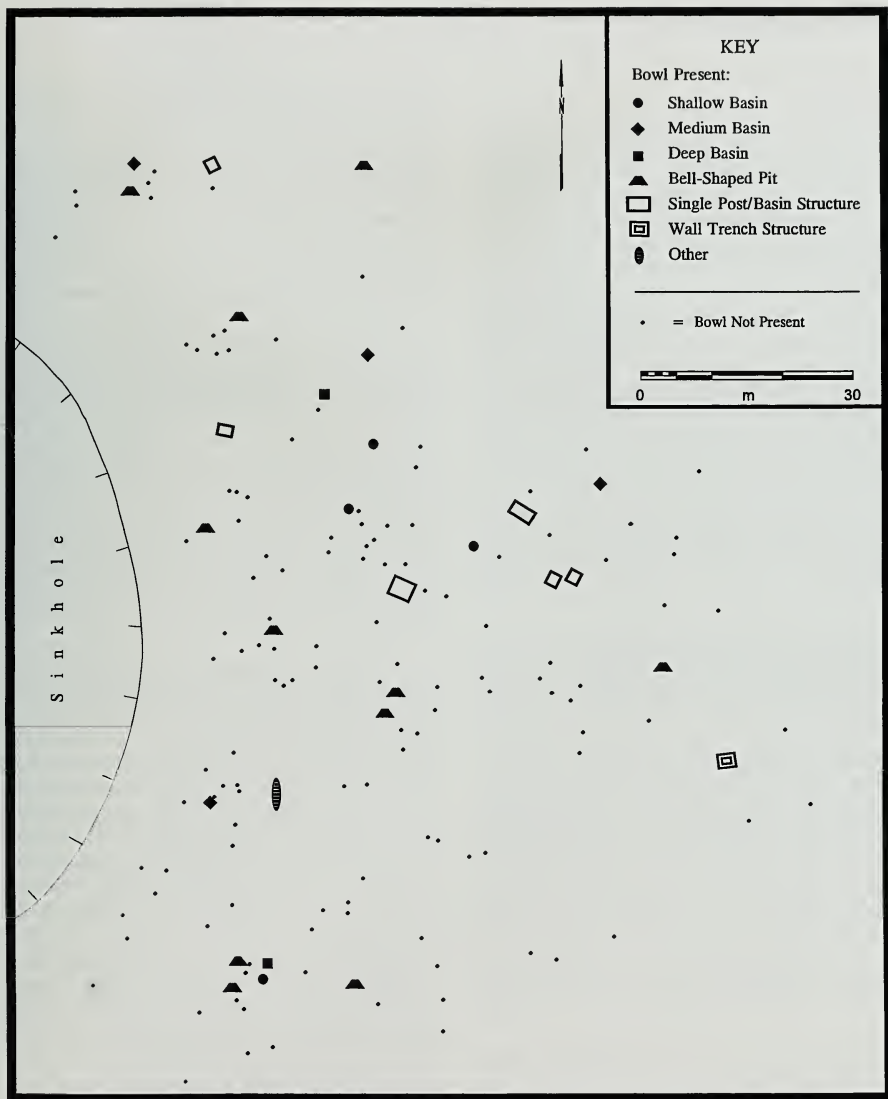 KEY
Bowl Present:
Shallow Basin
Medium Basin
Deep Basin
Bell-Shaped Pit
Single Post/Basin Structure
Wall Trench Structure
Other
= Bowl Not Present
0 m 30
N
Sinkhole